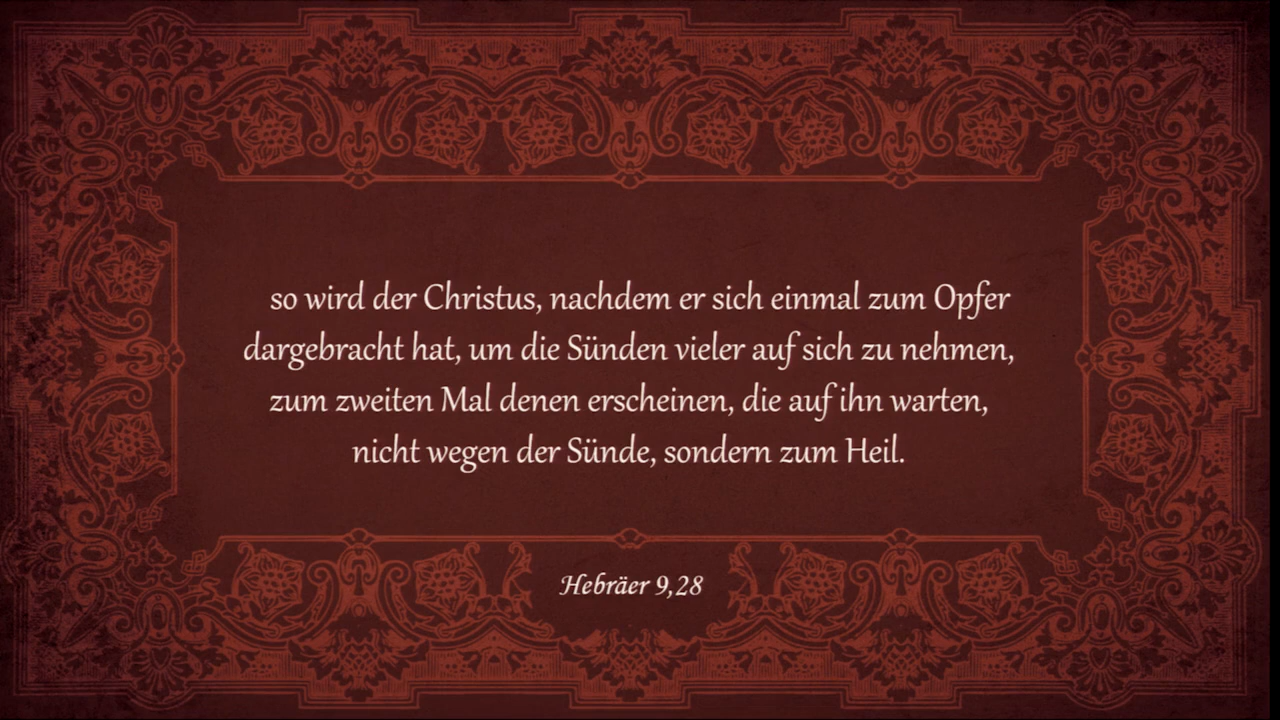 so wird der Christus, nachdem er sich einmal zum Opfer
dargebracht hat, um die Sünden vieler auf sich zu nehmen,
zum zweiten Mal denen erscheinen, die auf ihn warten,
nicht wegen der Sünde, sondern zum Heil.
Hebräer 9,28